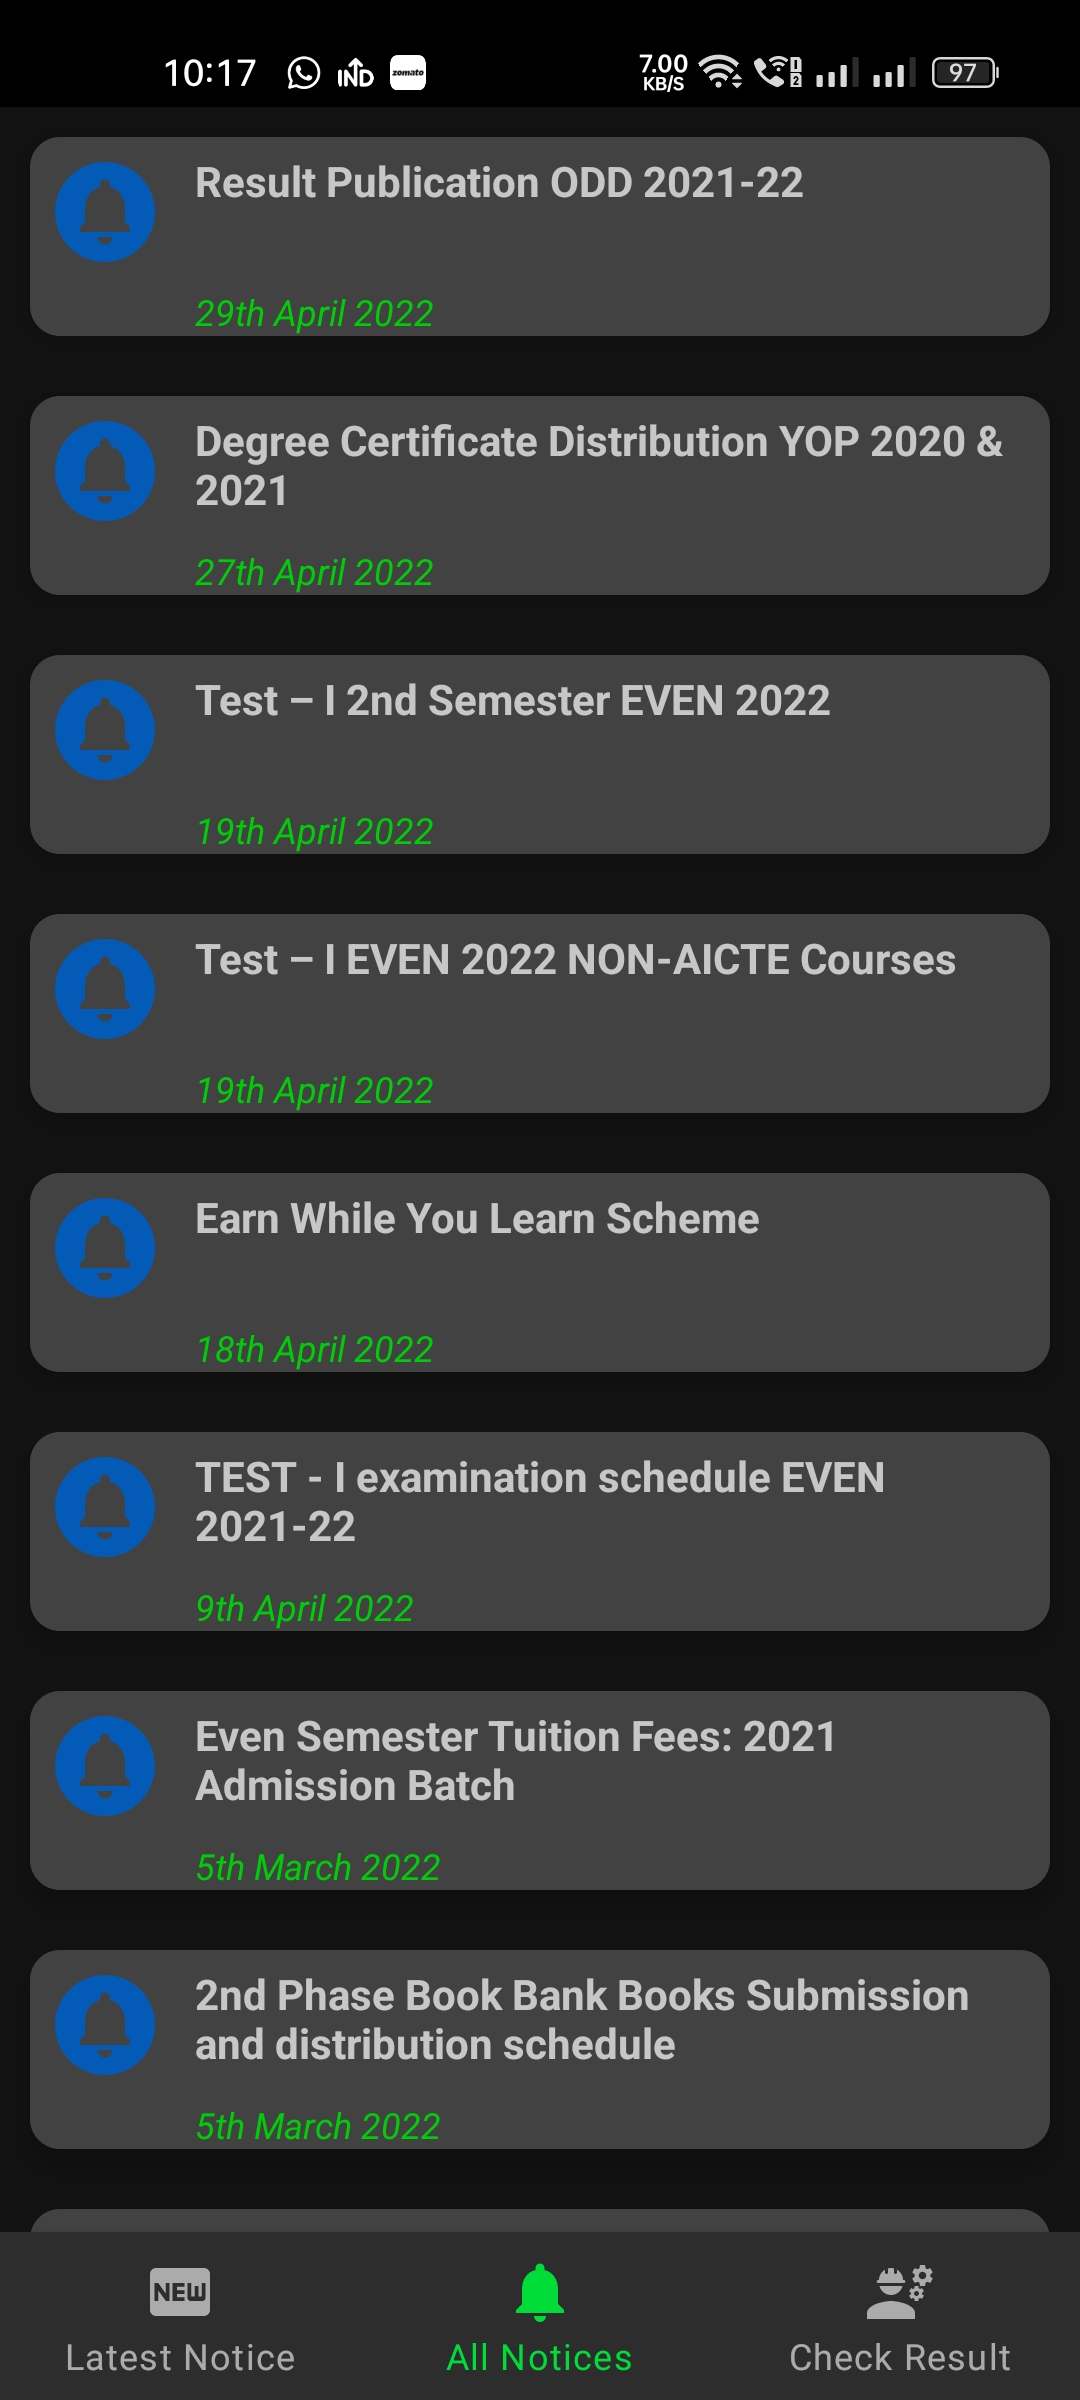 10:17 IND zomato 7.00 KB/S 1 2 97
Result Publication ODD 2021-22
29th April 2022
Degree Certificate Distribution YOP 2020 &
2021
27th April 2022
Test – I 2nd Semester EVEN 2022
19th April 2022
Test – I EVEN 2022 NON-AICTE Courses
19th April 2022
Earn While You Learn Scheme
18th April 2022
TEST - I examination schedule EVEN
2021-22
9th April 2022
Even Semester Tuition Fees: 2021
Admission Batch
5th March 2022
2nd Phase Book Bank Books Submission
and distribution schedule
5th March 2022
NEW
Latest Notice All Notices Check Result